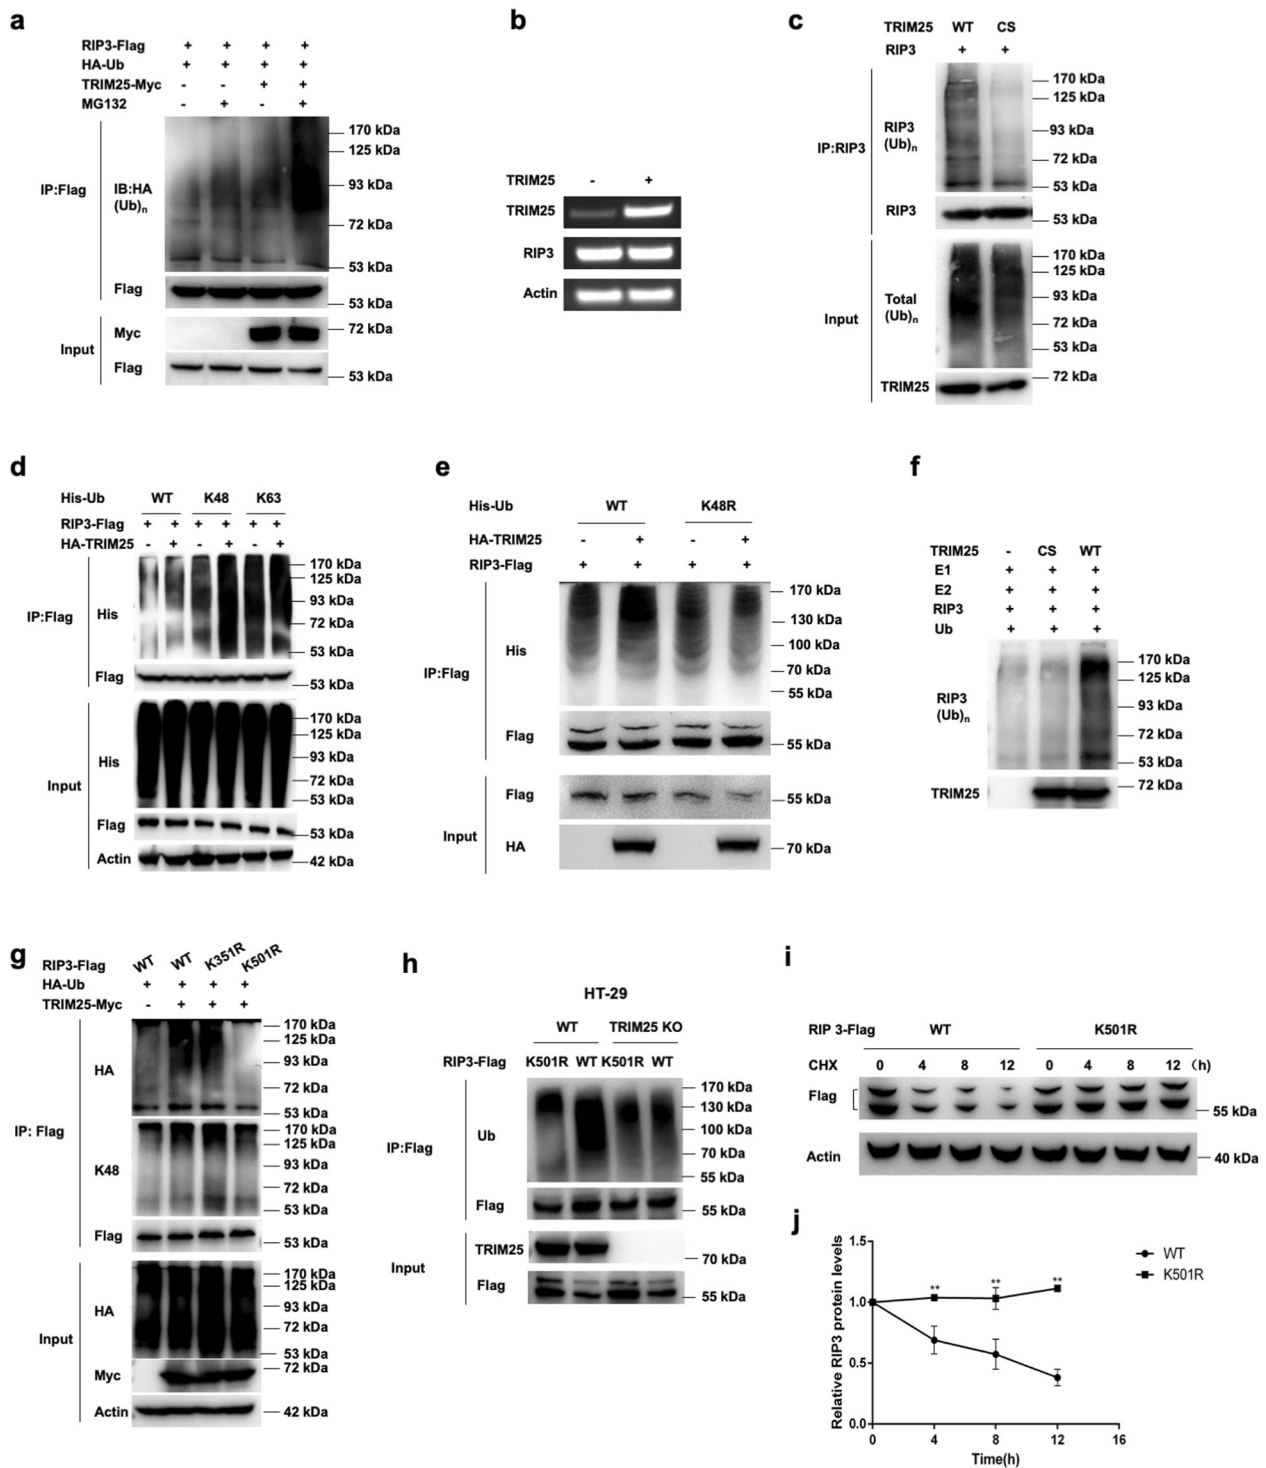 a
RIP3-Flag + + + +
HA-Ub + + + +
TRIM25-Myc - - + +
MG132 - + - +
IP:Flag
IB:HA
(Ub)n
170 kDa
125 kDa
93 kDa
72 kDa
53 kDa
Flag
53 kDa
Input
Myc
72 kDa
Flag
53 kDa
b
TRIM25 - +
TRIM25
RIP3
Actin
c
TRIM25 WT CS
RIP3 + +
IP:RIP3
RIP3
(Ub)n
170 kDa
125 kDa
93 kDa
72 kDa
53 kDa
RIP3
53 kDa
Input
Total
(Ub)n
170 kDa
125 kDa
93 kDa
72 kDa
53 kDa
TRIM25
72 kDa
d
His-Ub WT K48 K63
RIP3-Flag + + + + + +
HA-TRIM25 - + - + - +
IP:Flag
His
170 kDa
125 kDa
93 kDa
72 kDa
53 kDa
Flag
53 kDa
Input
His
170 kDa
125 kDa
93 kDa
72 kDa
53 kDa
Flag
53 kDa
Actin
42 kDa
e
His-Ub WT K48R
HA-TRIM25 - + - +
RIP3-Flag + + + +
IP:Flag
His
170 kDa
130 kDa
100 kDa
70 kDa
55 kDa
Flag
55 kDa
Input
Flag
55 kDa
HA
70 kDa
f
TRIM25 - CS WT
E1 + + +
E2 + + +
RIP3 + + +
Ub + + +
RIP3
(Ub)n
170 kDa
125 kDa
93 kDa
72 kDa
53 kDa
TRIM25
72 kDa
g
RIP3-Flag WT WT K351R K501R
HA-Ub + + + +
TRIM25-Myc - + + +
IP: Flag
HA
170 kDa
125 kDa
93 kDa
72 kDa
53 kDa
K48
170 kDa
125 kDa
93 kDa
72 kDa
53 kDa
Flag
53 kDa
Input
HA
170 kDa
125 kDa
93 kDa
72 kDa
53 kDa
Myc
72 kDa
Actin
42 kDa
h
HT-29
WT TRIM25 KO
RIP3-Flag K501R WT K501R WT
IP:Flag
Ub
170 kDa
130 kDa
100 kDa
70 kDa
55 kDa
Flag
55 kDa
Input
TRIM25
70 kDa
Flag
55 kDa
i
RIP 3-Flag WT K501R
CHX 0 4 8 12 0 4 8 12 (h)
Flag
55 kDa
Actin
40 kDa
j
Relative RIP3 protein levels
1.5
1.0
0.5
0.0
** ** **
WT
K501R
0 4 8 12 16
Time(h)